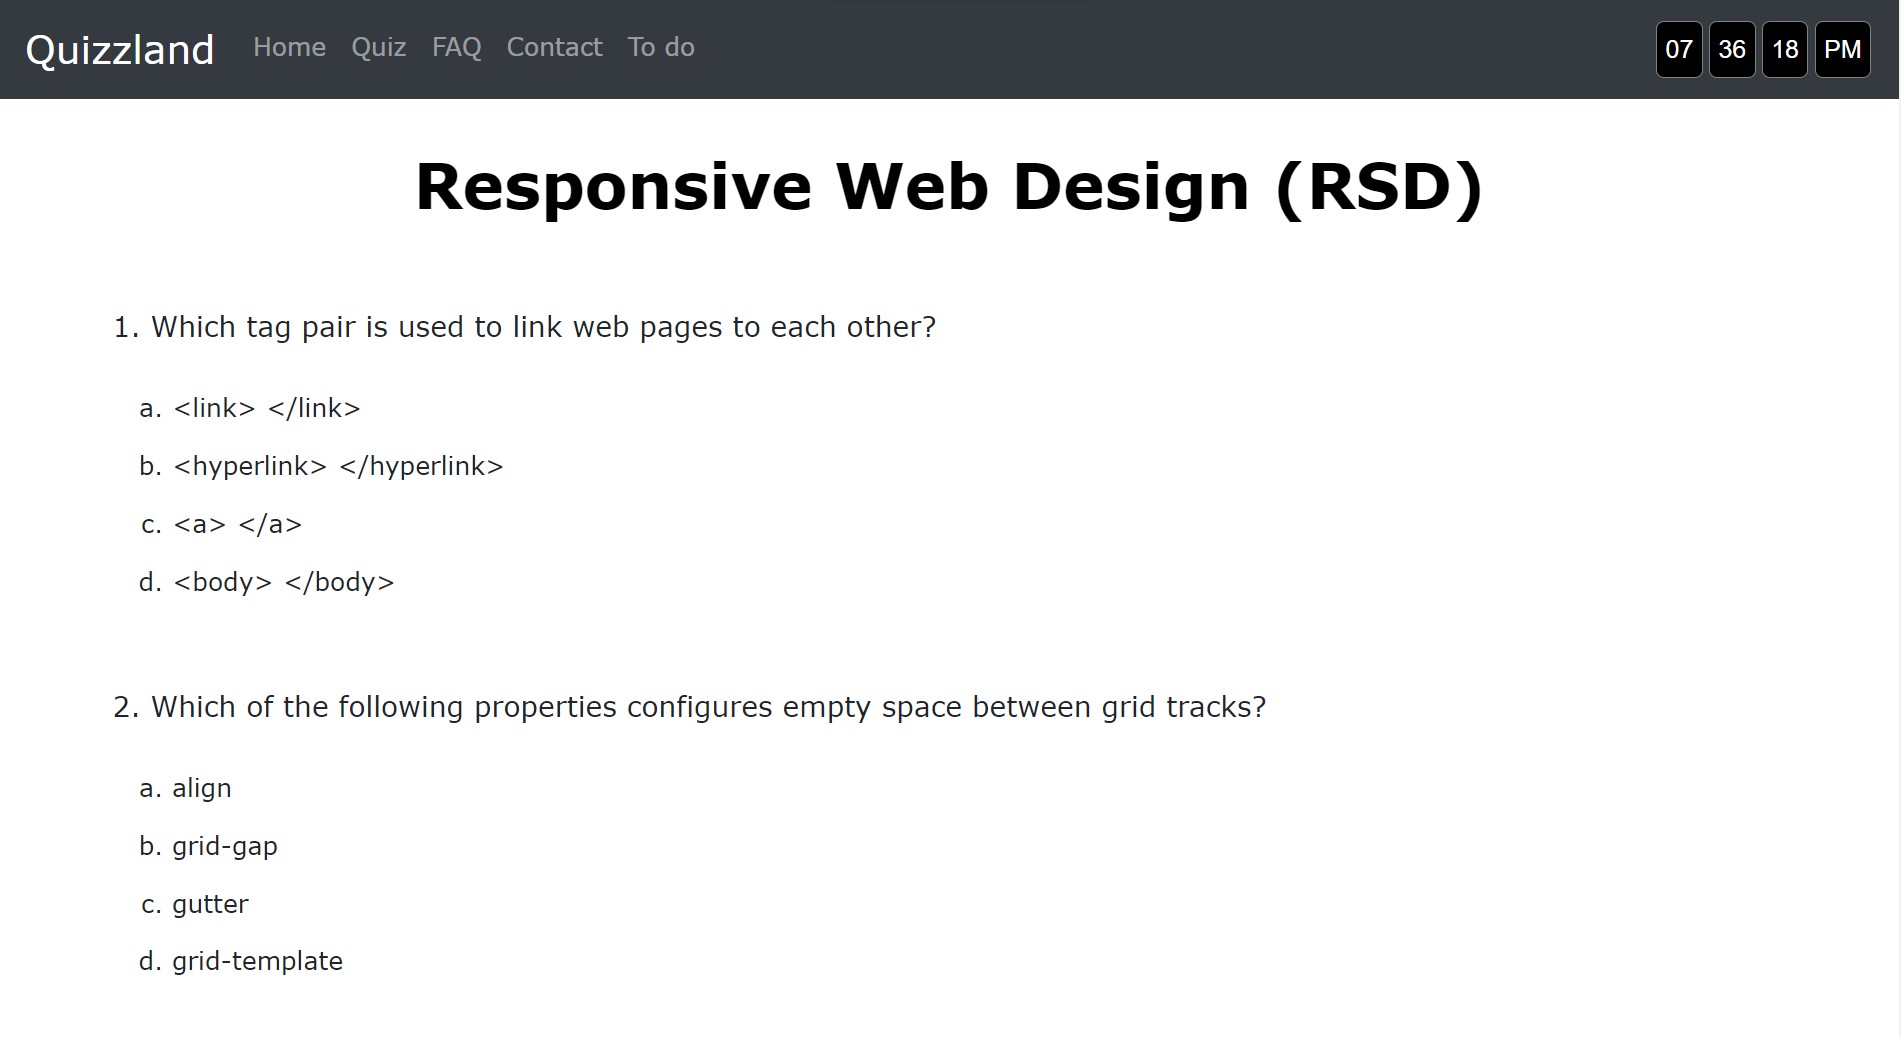 Quizzland Home Quiz FAQ Contact To do 07 36 18 PM
Responsive Web Design (RSD)
1. Which tag pair is used to link web pages to each other?
a. <link> </link>
b. <hyperlink> </hyperlink>
c. <a> </a>
d. <body> </body>
2. Which of the following properties configures empty space between grid tracks?
a. align
b. grid-gap
c. gutter
d. grid-template